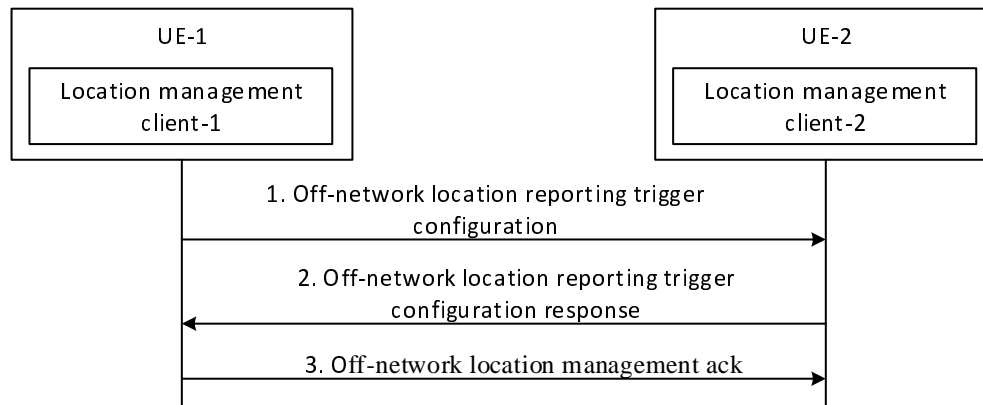 UE-1
UE-2
Location management
client-1
Location management
client-2
1. Off-network location reporting trigger
configuration
2. Off-network location reporting trigger
configuration response
3. Off-network location management ack